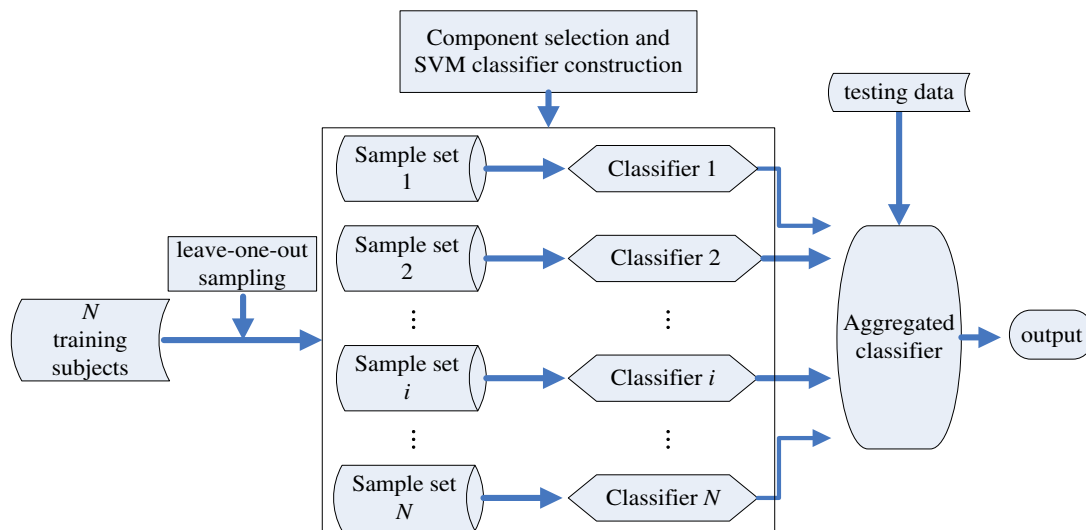 Component selection and
SVM classifier construction
testing data
Sample set
1
Classifier 1
leave-one-out
sampling
Sample set
2
Classifier 2
N
training
subjects
...
...
Aggregated
classifier
output
Sample set
i
Classifier i
...
...
Sample set
N
Classifier N